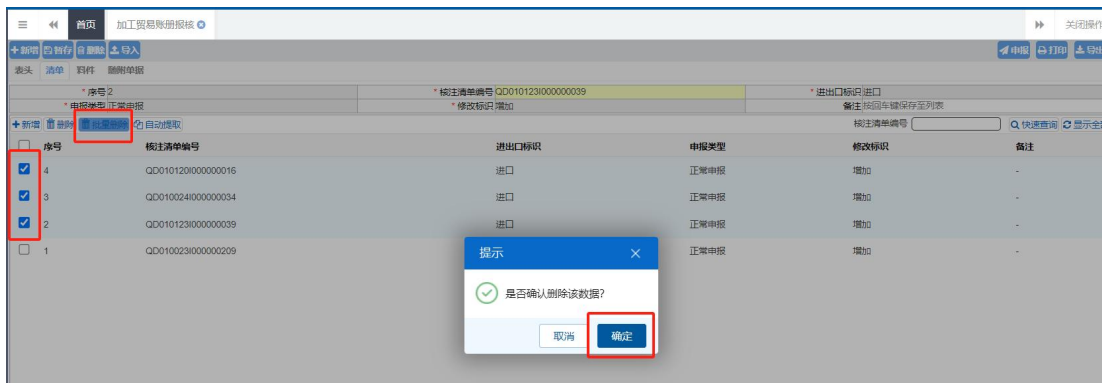 首页 加工贸易账册报核 关闭操作
+新增 暂存 删除 导入 申报 打印 导出
表头 清单 料件 随附单据
*序号 2 *核注清单编号 QD010123I000000039 *进出口标识 进口
*申报类型 正常申报 *修改标识 增加 备注 按回车键保存至列表
+新增 删除 批量删除 自动提取 核注清单编号 快速查询 显示全
序号 核注清单编号 进出口标识 申报类型 修改标识 备注
4 QD010120I000000016 进口 正常申报 增加 -
3 QD010024I000000034 进口 正常申报 增加 -
2 QD010123I000000039 进口 正常申报 增加 -
1 QD010023I000000209 正常申报 增加 -
提示
是否确认删除该数据?
取消 确定